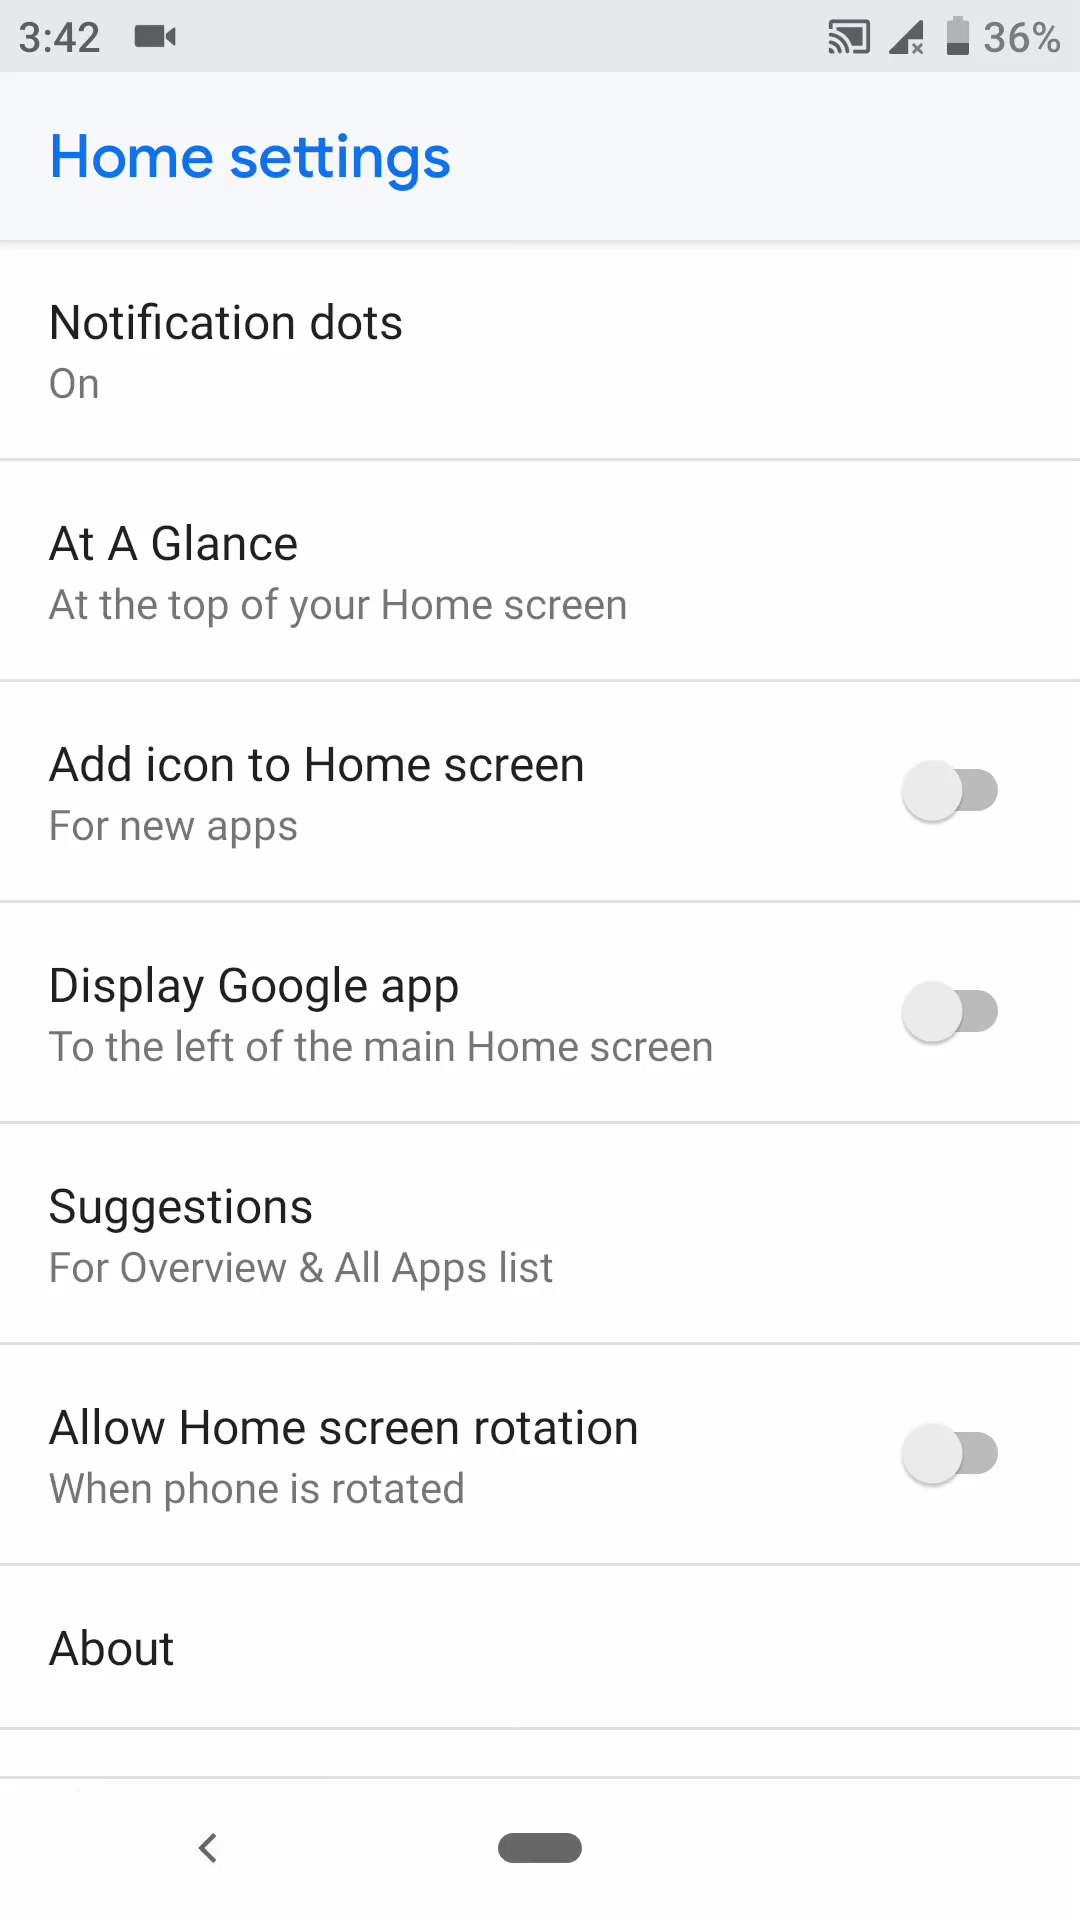 3:42 36%
Home settings
Notification dots
On
At A Glance
At the top of your Home screen
Add icon to Home screen
For new apps
Display Google app
To the left of the main Home screen
Suggestions
For Overview & All Apps list
Allow Home screen rotation
When phone is rotated
About